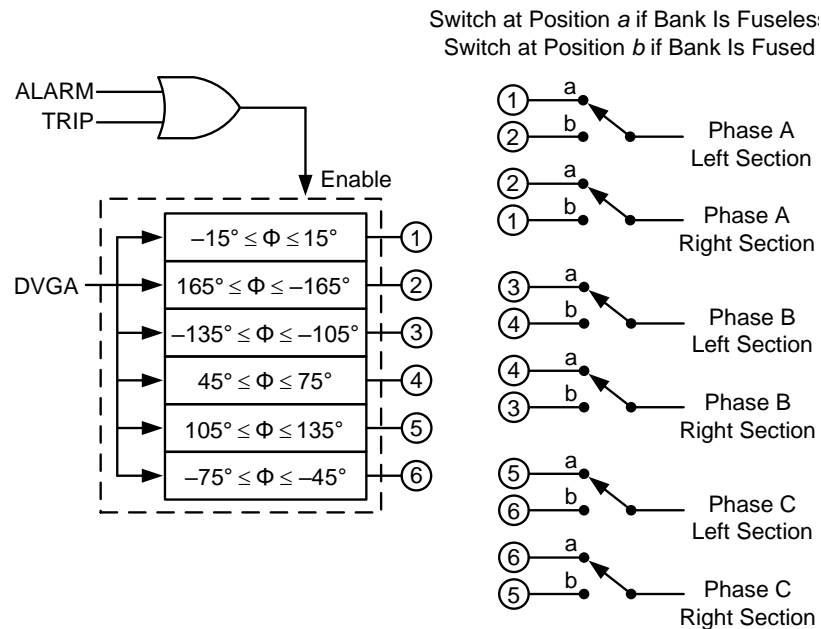 Switch at Position a if Bank Is Fuseless
Switch at Position b if Bank Is Fused
ALARM
TRIP
Enable
DVGA
–15° ≤ Φ ≤ 15°
1
165° ≤ Φ ≤ –165°
2
–135° ≤ Φ ≤ –105°
3
45° ≤ Φ ≤ 75°
4
105° ≤ Φ ≤ 135°
5
–75° ≤ Φ ≤ –45°
6
1
a
2
b
Phase A
Left Section
2
a
1
b
Phase A
Right Section
3
a
4
b
Phase B
Left Section
4
a
3
b
Phase B
Right Section
5
a
6
b
Phase C
Left Section
6
a
5
b
Phase C
Right Section